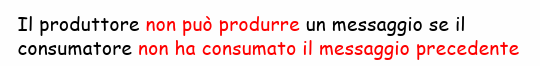 Il produttore non può produrre un messaggio se il
consumatore non ha consumato il messaggio precedente